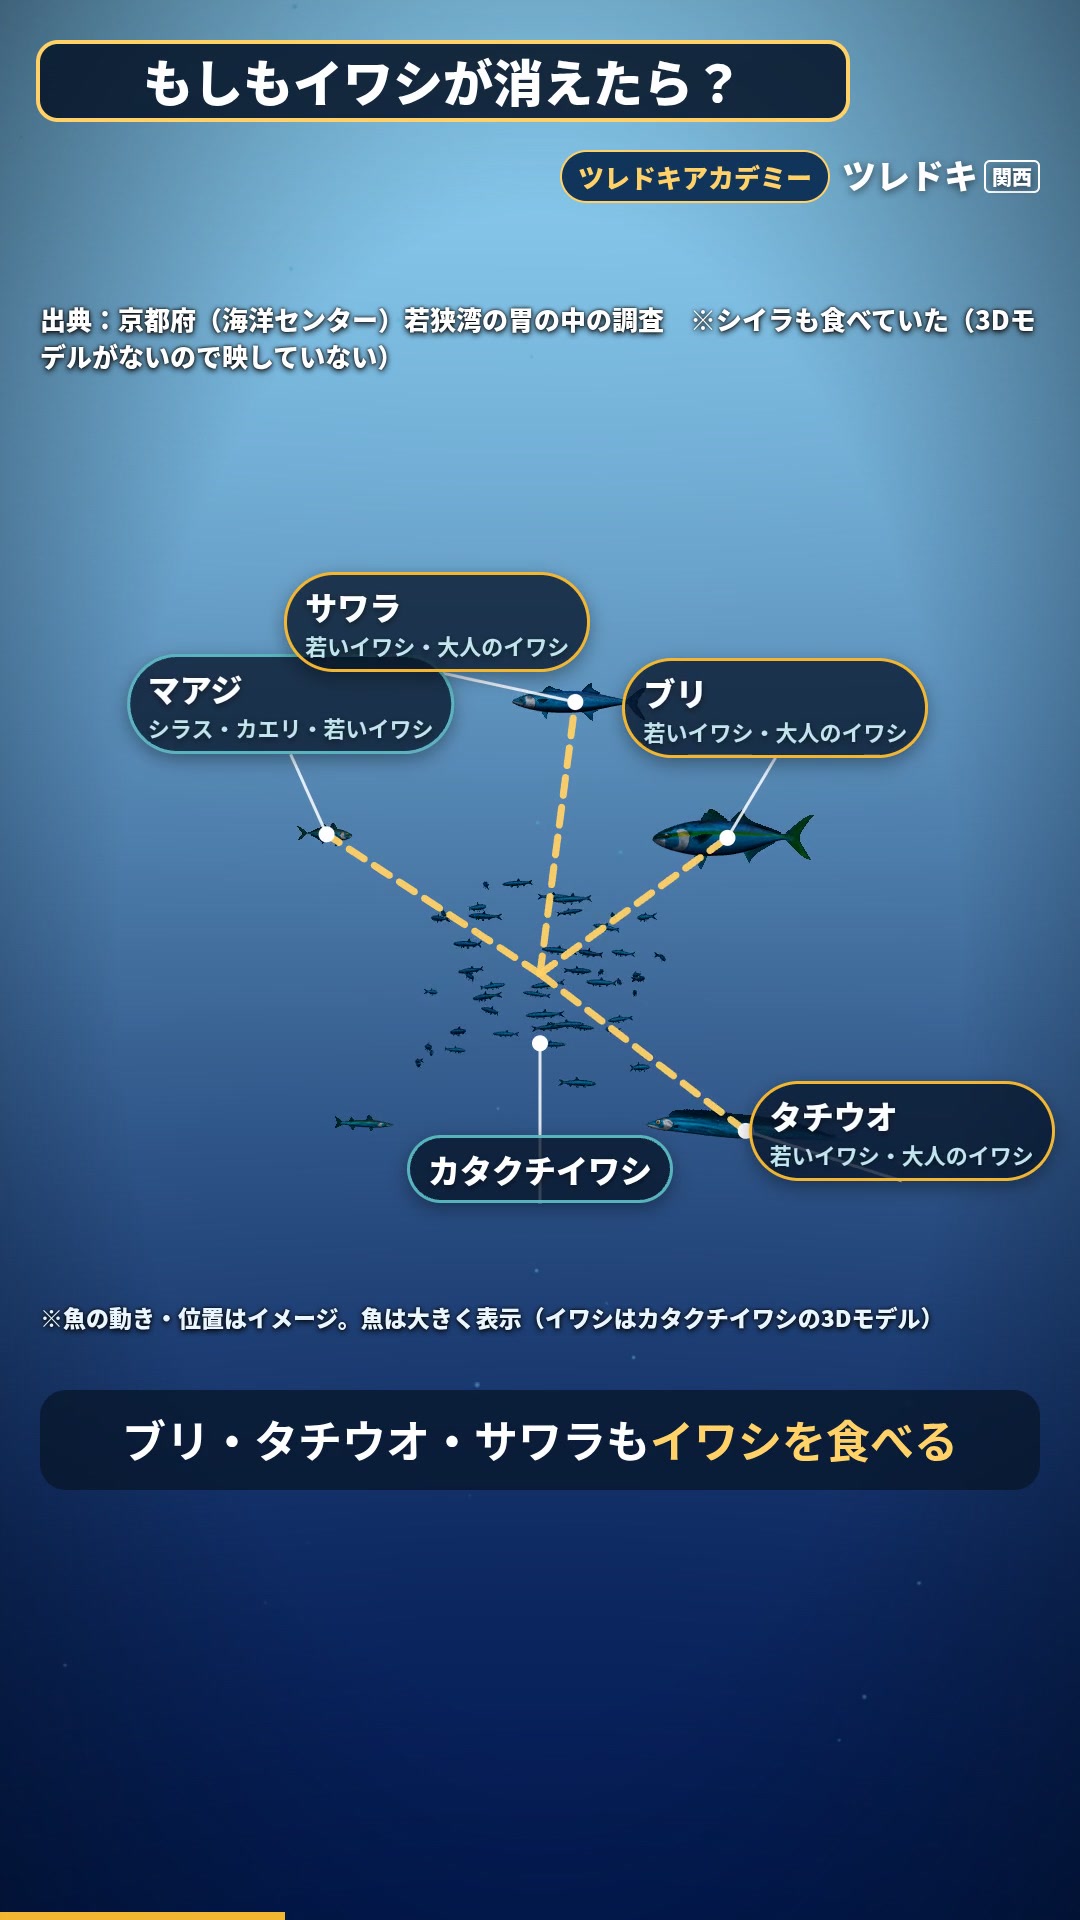 もしもイワシが消えたら？
ツレドキアカデミー ツレドキ 関西
出典：京都府（海洋センター）若狭湾の胃の中の調査　※シイラも食べていた（3Dモ
デルがないので映していない）
サワラ
若いイワシ・大人のイワシ
マアジ
シラス・カエリ・若いイワシ
ブリ
若いイワシ・大人のイワシ
タチウオ
若いイワシ・大人のイワシ
カタクチイワシ
※魚の動き・位置はイメージ。魚は大きく表示（イワシはカタクチイワシの3Dモデル）
ブリ・タチウオ・サワラもイワシを食べる